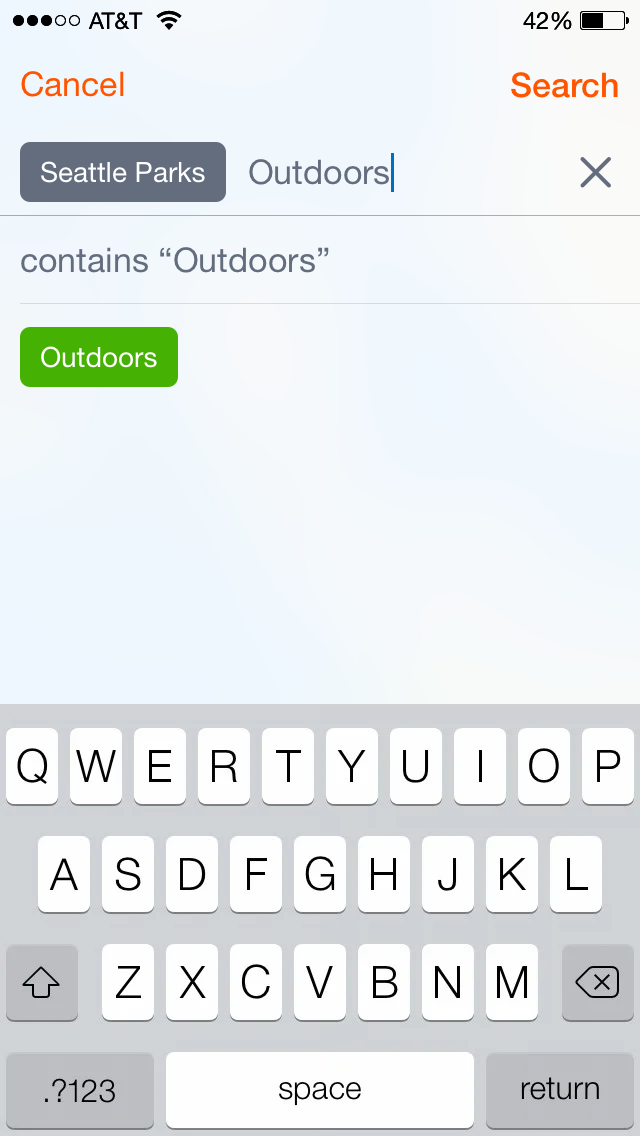 AT&T 42%
Cancel Search
Seattle Parks Outdoors
contains “Outdoors”
Outdoors
Q W E R T Y U I O P
A S D F G H J K L
Z X C V B N M
.?123 space return